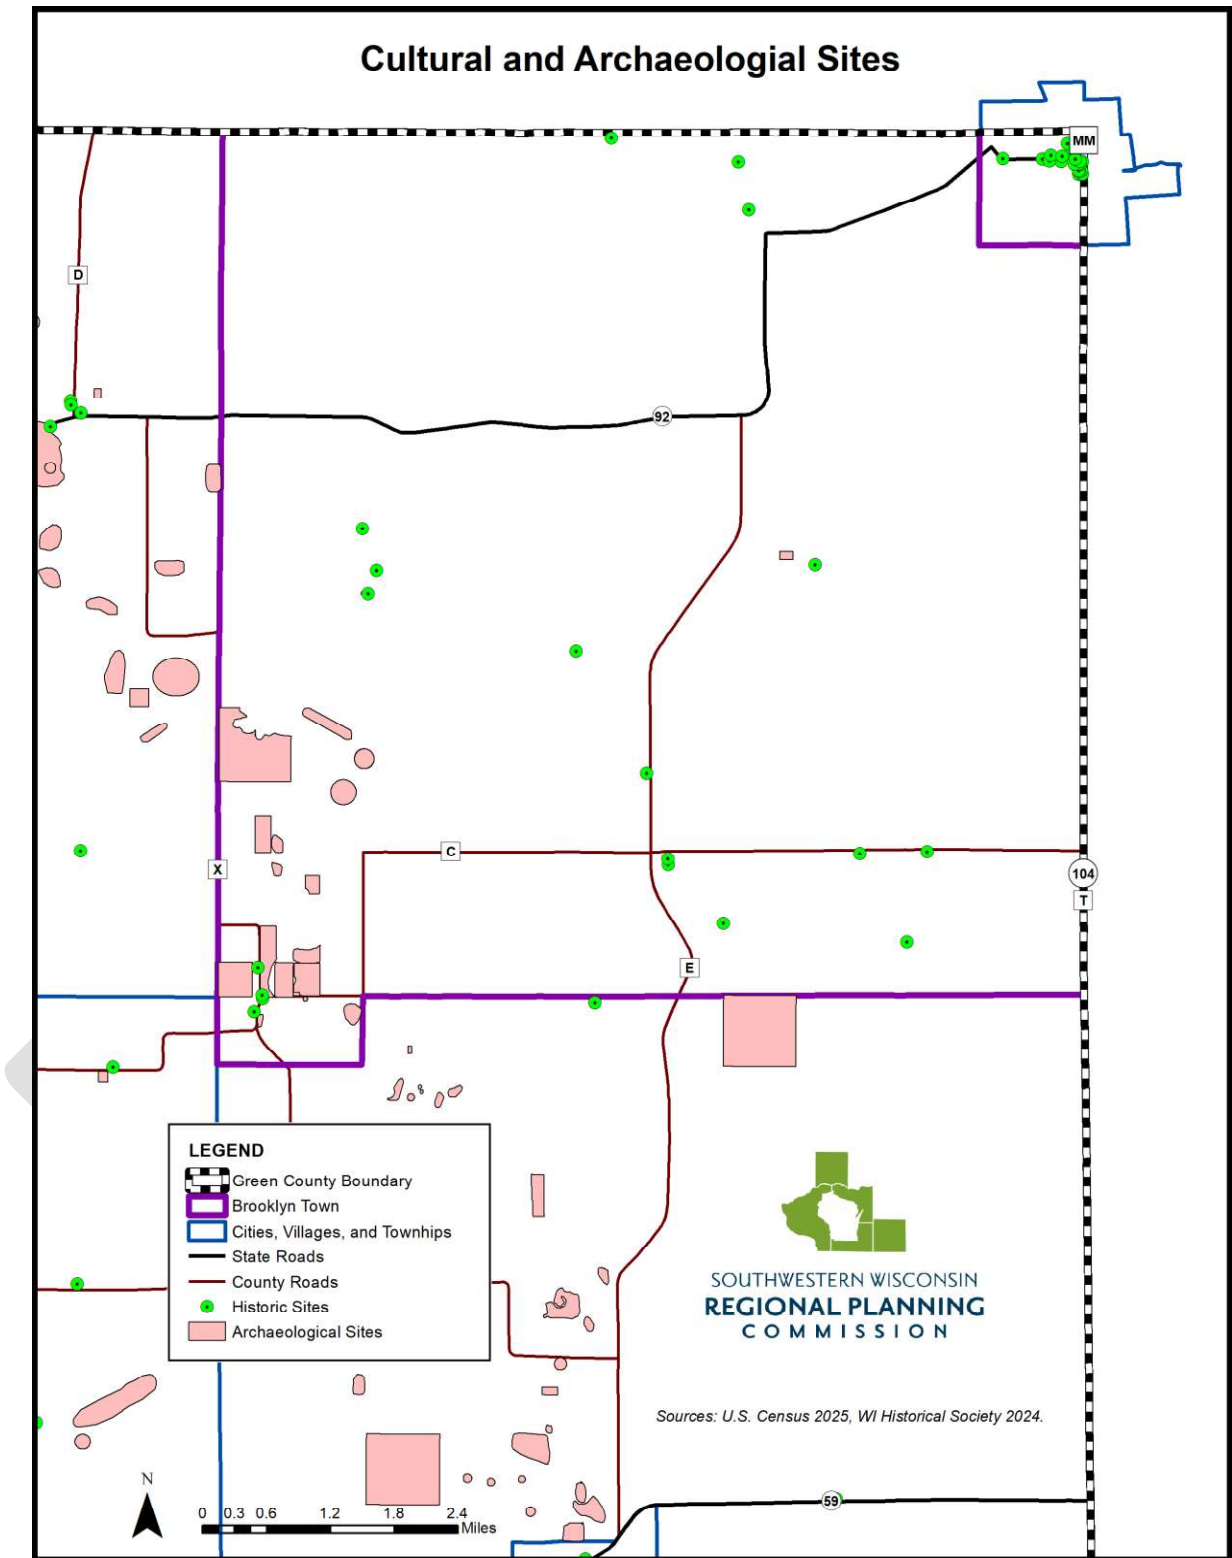 Cultural and Archaeologial Sites
MM
D
92
X
C
104
T
E
LEGEND
Green County Boundary
Brooklyn Town
Cities, Villages, and Townhips
State Roads
County Roads
Historic Sites
Archaeological Sites
SOUTHWESTERN WISCONSIN
REGIONAL PLANNING
COMMISSION
Sources: U.S. Census 2025, WI Historical Society 2024.
N
0 0.3 0.6 1.2 1.8 2.4
Miles
59